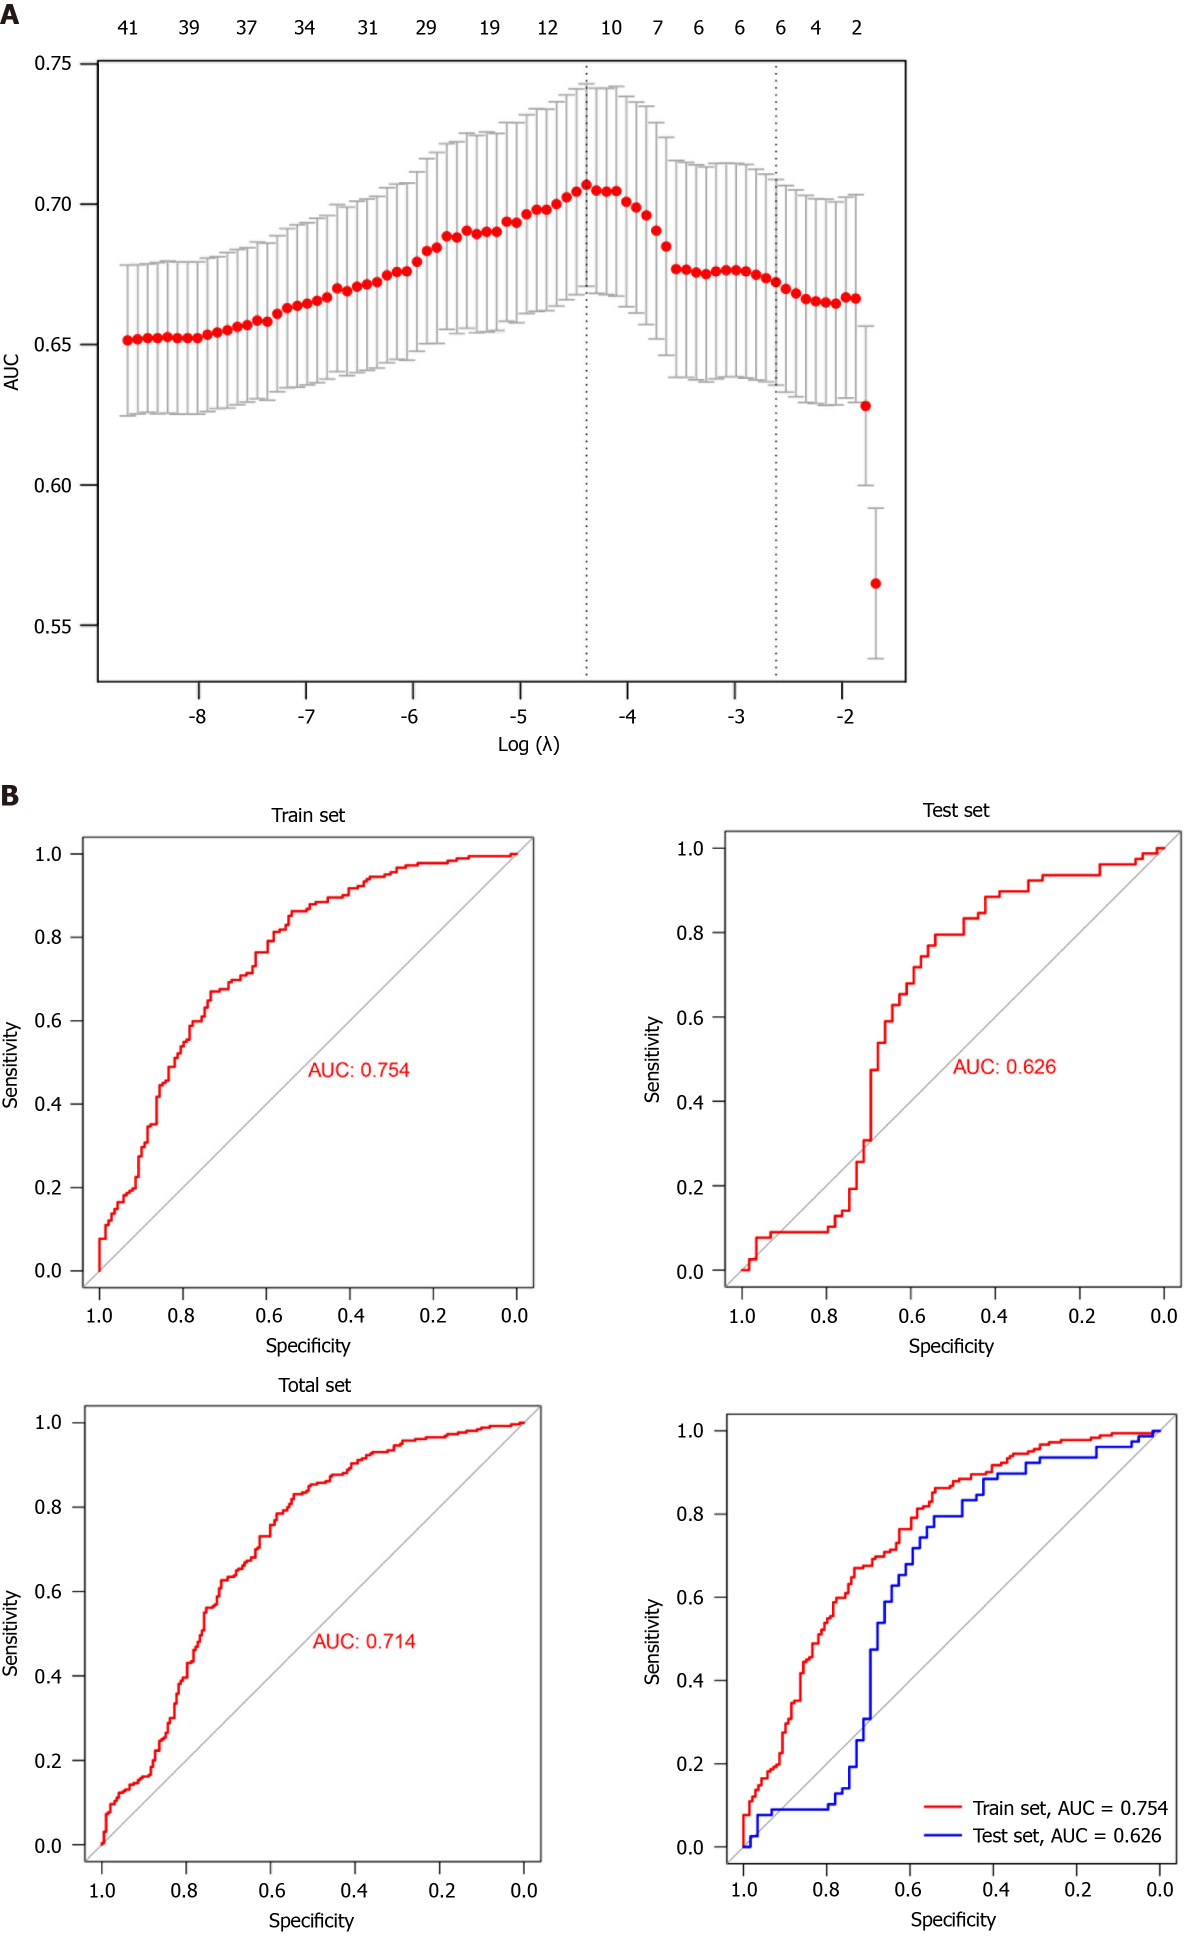 A
41 39 37 34 31 29 19 12 10 7 6 6 6 4 2
0.75
0.70
0.65
0.60
0.55
AUC
-8 -7 -6 -5 -4 -3 -2
Log (λ)
B
Train set
1.0
0.8
0.6
0.4
0.2
0.0
Sensitivity
AUC: 0.754
1.0 0.8 0.6 0.4 0.2 0.0
Specificity
Test set
1.0
0.8
0.6
0.4
0.2
0.0
Sensitivity
AUC: 0.626
1.0 0.8 0.6 0.4 0.2 0.0
Specificity
Total set
1.0
0.8
0.6
0.4
0.2
0.0
Sensitivity
AUC: 0.714
1.0 0.8 0.6 0.4 0.2 0.0
Specificity
1.0
0.8
0.6
0.4
0.2
0.0
Sensitivity
Train set, AUC = 0.754
Test set, AUC = 0.626
1.0 0.8 0.6 0.4 0.2 0.0
Specificity